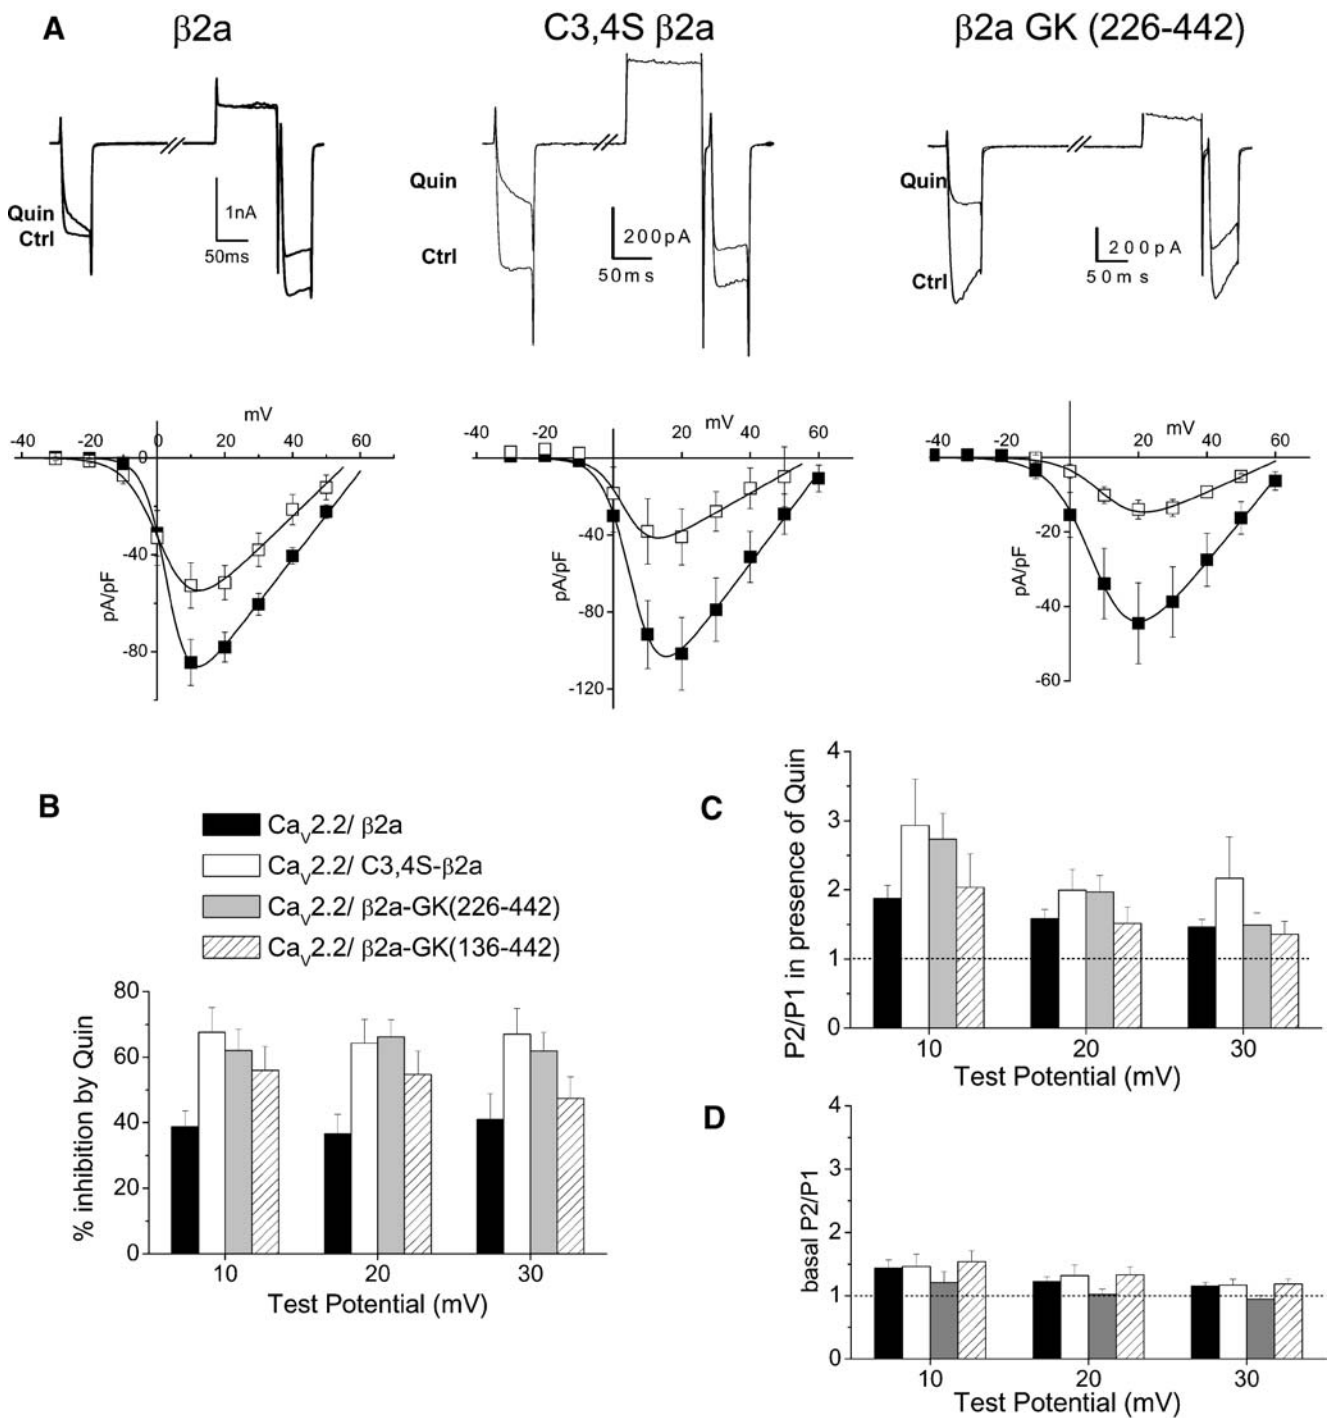 A
β2a
C3,4S β2a
β2a GK (226-442)
Quin
Ctrl
1nA
50ms
Quin
Ctrl
200pA
50ms
Quin
Ctrl
200pA
50ms
mV
-40 -20 0 20 40 60
0
-40
-80
pA/pF
mV
-40 -20 0 20 40 60
0
-40
-80
-120
pA/pF
mV
-40 -20 0 20 40 60
0
-20
-40
-60
pA/pF
B
CaV2.2/ β2a
CaV2.2/ C3,4S-β2a
CaV2.2/ β2a-GK(226-442)
CaV2.2/ β2a-GK(136-442)
% inhibition by Quin
80
60
40
20
0
10 20 30
Test Potential (mV)
C
P2/P1 in presence of Quin
4
3
2
1
0
10 20 30
Test Potential (mV)
D
basal P2/P1
4
3
2
1
0
10 20 30
Test Potential (mV)